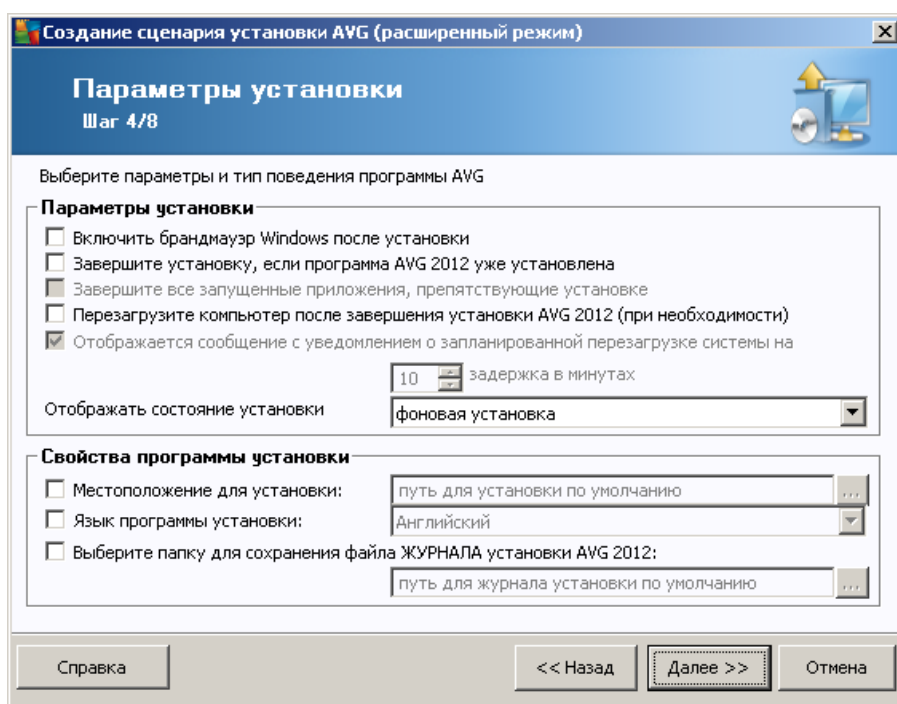 Создание сценария установки AVG (расширенный режим)
Параметры установки
Шаг 4/8
Выберите параметры и тип поведения программы AVG
Параметры установки
Включить брандмауэр Windows после установки
Завершите установку, если программа AVG 2012 уже установлена
Завершите все запущенные приложения, препятствующие установке
Перезагрузите компьютер после завершения установки AVG 2012 (при необходимости)
Отображается сообщение с уведомлением о запланированной перезагрузке системы на
10 задержка в минутах
Отображать состояние установки фоновая установка
Свойства программы установки
Местоположение для установки: путь для установки по умолчанию ...
Язык программы установки: Английский
Выберите папку для сохранения файла ЖУРНАЛА установки AVG 2012:
путь для журнала установки по умолчанию ...
Справка << Назад Далее >> Отмена